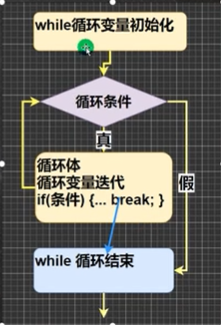 while循环变量初始化
循环条件
真
循环体
循环变量迭代
if(条件) {... break; }
假
while 循环结束